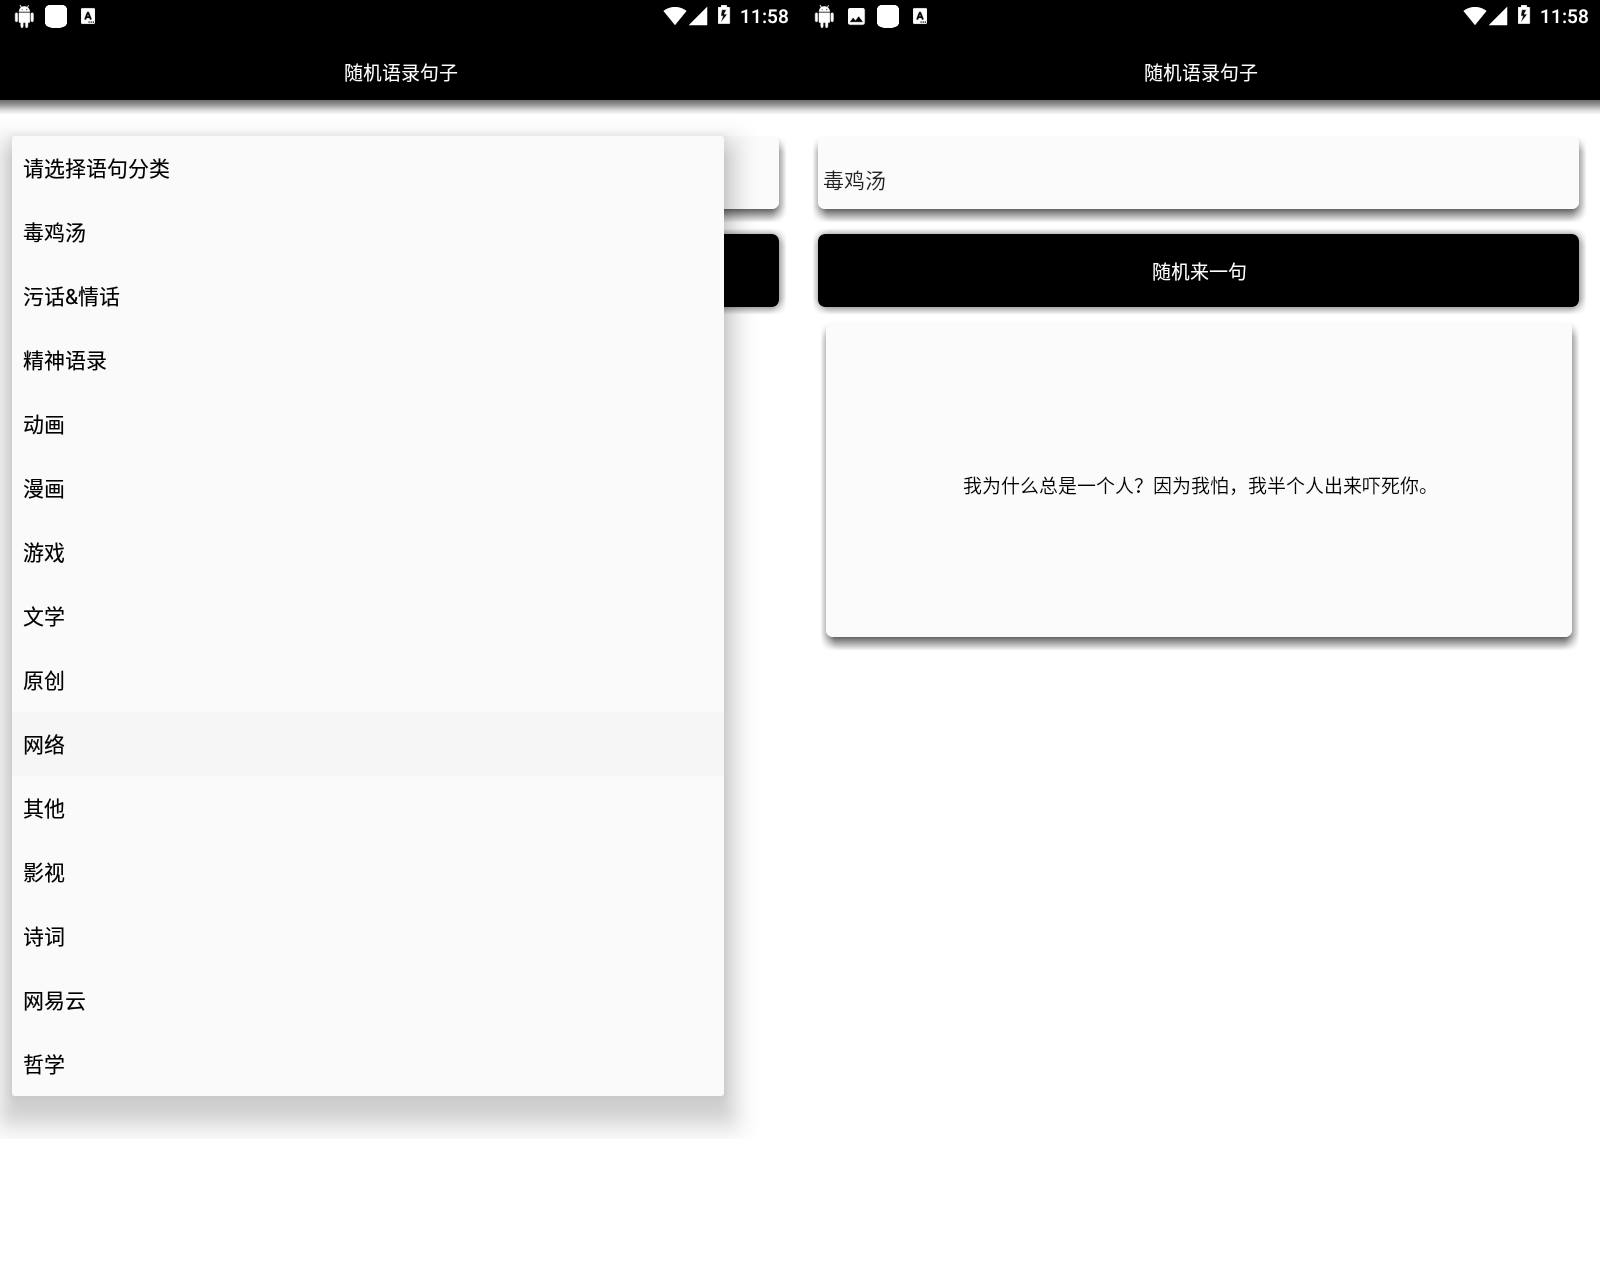 11:58
随机语录句子
请选择语句分类
毒鸡汤
污话&情话
精神语录
动画
漫画
游戏
文学
原创
网络
其他
影视
诗词
网易云
哲学
11:58
随机语录句子
毒鸡汤
随机来一句
我为什么总是一个人？因为我怕，我半个人出来吓死你。